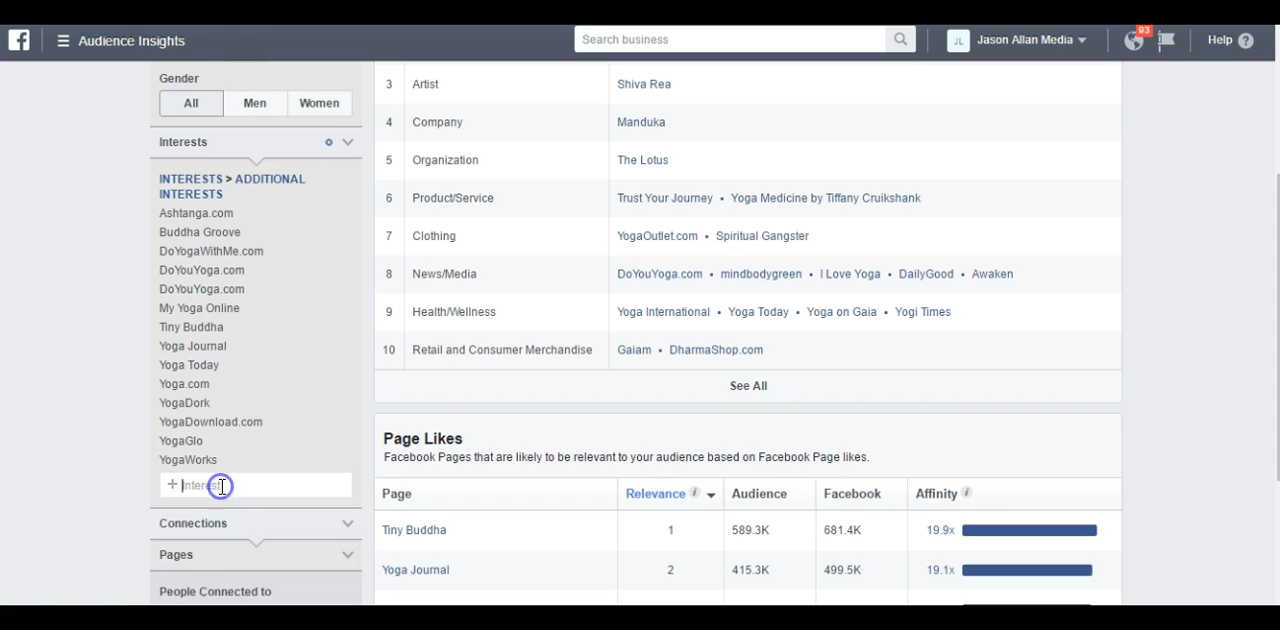 f
☰ Audience Insights
Search business
JL Jason Allan Media
93
Help ?
Gender
All Men Women
Interests
INTERESTS > ADDITIONAL
INTERESTS
Ashtanga.com
Buddha Groove
DoYogaWithMe.com
DoYouYoga.com
DoYouYoga.com
My Yoga Online
Tiny Buddha
Yoga Journal
Yoga Today
Yoga.com
YogaDork
YogaDownload.com
YogaGlo
YogaWorks
+ Interest
Connections
Pages
People Connected to
3 Artist Shiva Rea
4 Company Manduka
5 Organization The Lotus
6 Product/Service Trust Your Journey • Yoga Medicine by Tiffany Cruikshank
7 Clothing YogaOutlet.com • Spiritual Gangster
8 News/Media DoYouYoga.com • mindbodygreen • I Love Yoga • DailyGood • Awaken
9 Health/Wellness Yoga International • Yoga Today • Yoga on Gaia • Yogi Times
10 Retail and Consumer Merchandise Gaiam • DharmaShop.com
See All
Page Likes
Facebook Pages that are likely to be relevant to your audience based on Facebook Page likes.
Page Relevance i Audience Facebook Affinity i
Tiny Buddha 1 589.3K 681.4K 19.9x
Yoga Journal 2 415.3K 499.5K 19.1x